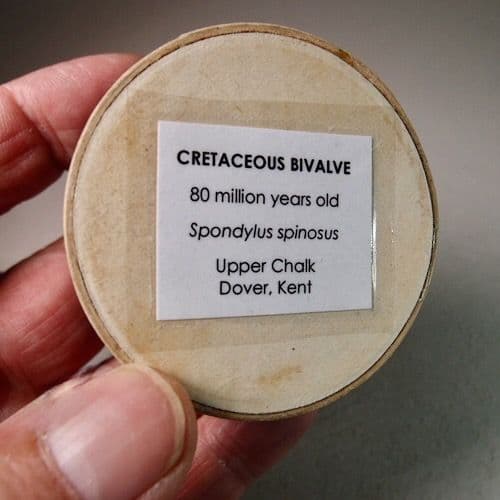 CRETACEOUS BIVALVE
80 million years old
Spondylus spinosus
Upper Chalk
Dover, Kent